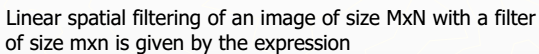 Linear spatial filtering of an image of size MxN with a filter
of size mxn is given by the expression